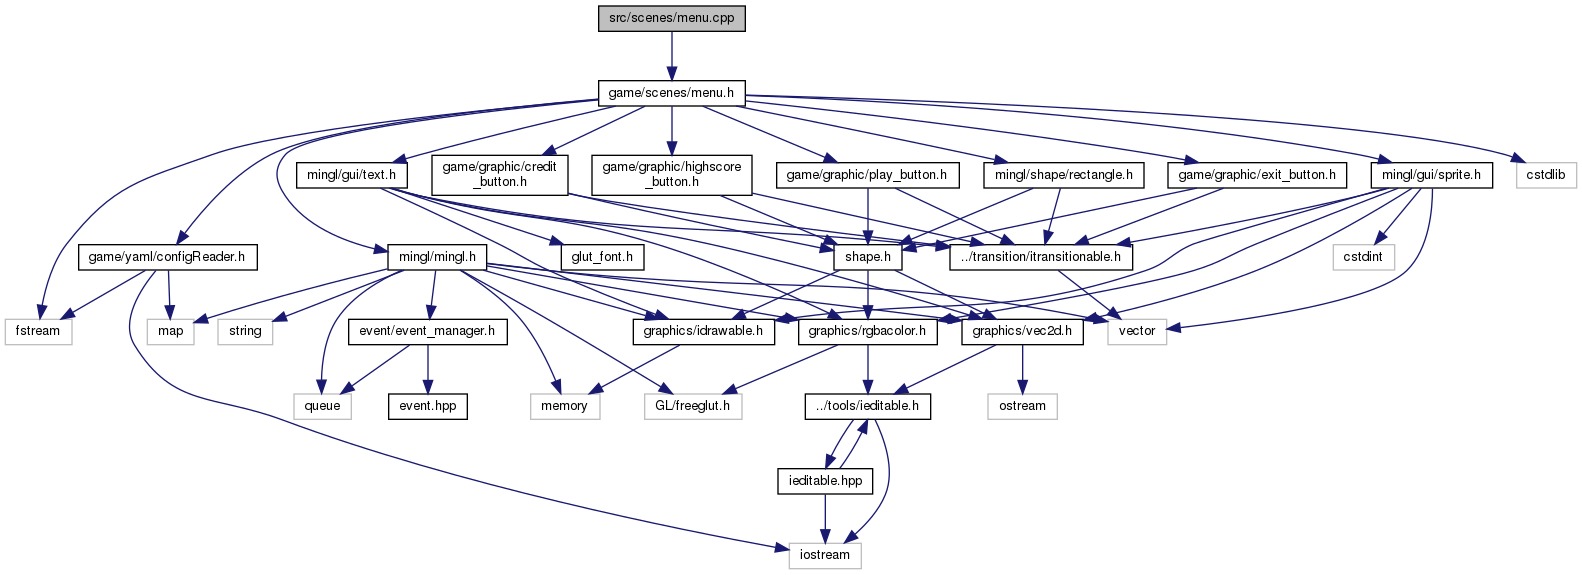 src/scenes/menu.cpp
game/scenes/menu.h
mingl/gui/text.h
game/graphic/credit
_button.h
game/graphic/highscore
_button.h
game/graphic/play_button.h
mingl/shape/rectangle.h
game/graphic/exit_button.h
mingl/gui/sprite.h
cstdlib
game/yaml/configReader.h
mingl/mingl.h
glut_font.h
shape.h
../transition/itransitionable.h
cstdint
fstream
map
string
event/event_manager.h
graphics/idrawable.h
graphics/rgbacolor.h
graphics/vec2d.h
vector
queue
event.hpp
memory
GL/freeglut.h
../tools/ieditable.h
ostream
ieditable.hpp
iostream